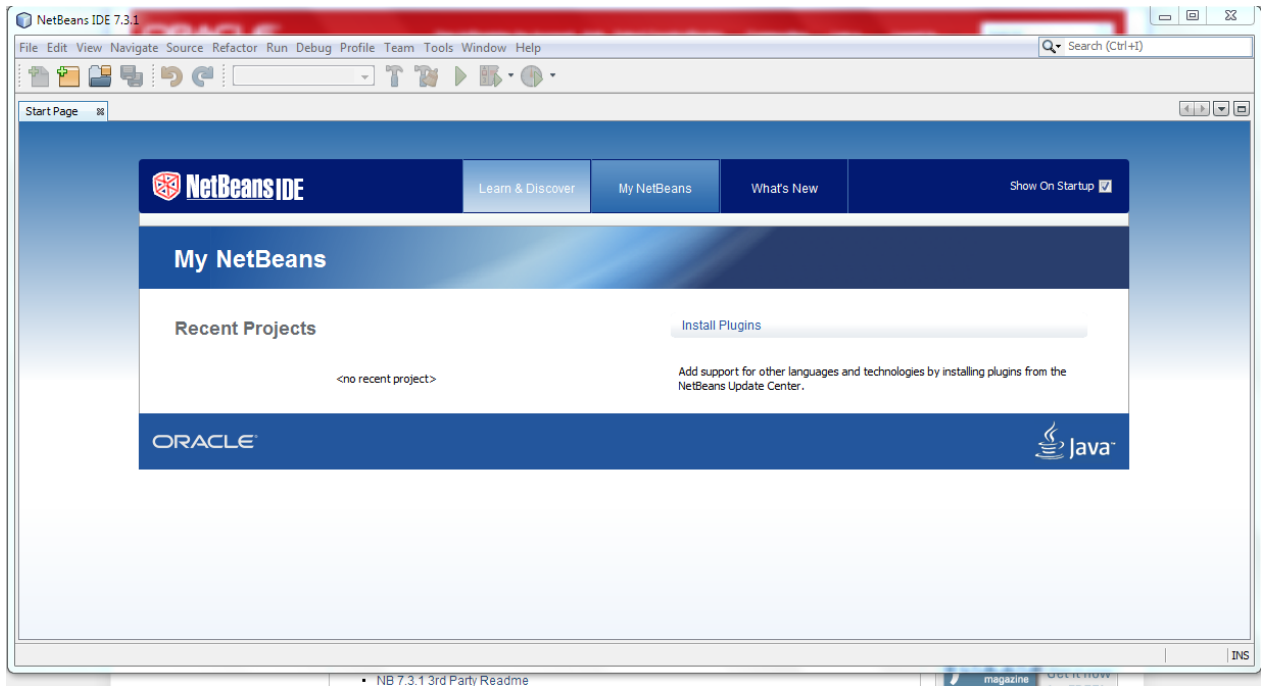 NetBeans IDE 7.3.1
File Edit View Navigate Source Refactor Run Debug Profile Team Tools Window Help
Search (Ctrl+I)
Start Page
NetBeans IDE
Learn & Discover
My NetBeans
What's New
Show On Startup
My NetBeans
Recent Projects
<no recent project>
Install Plugins
Add support for other languages and technologies by installing plugins from the
NetBeans Update Center.
ORACLE
Java
INS
NB 7.3.1 3rd Party Readme
magazine